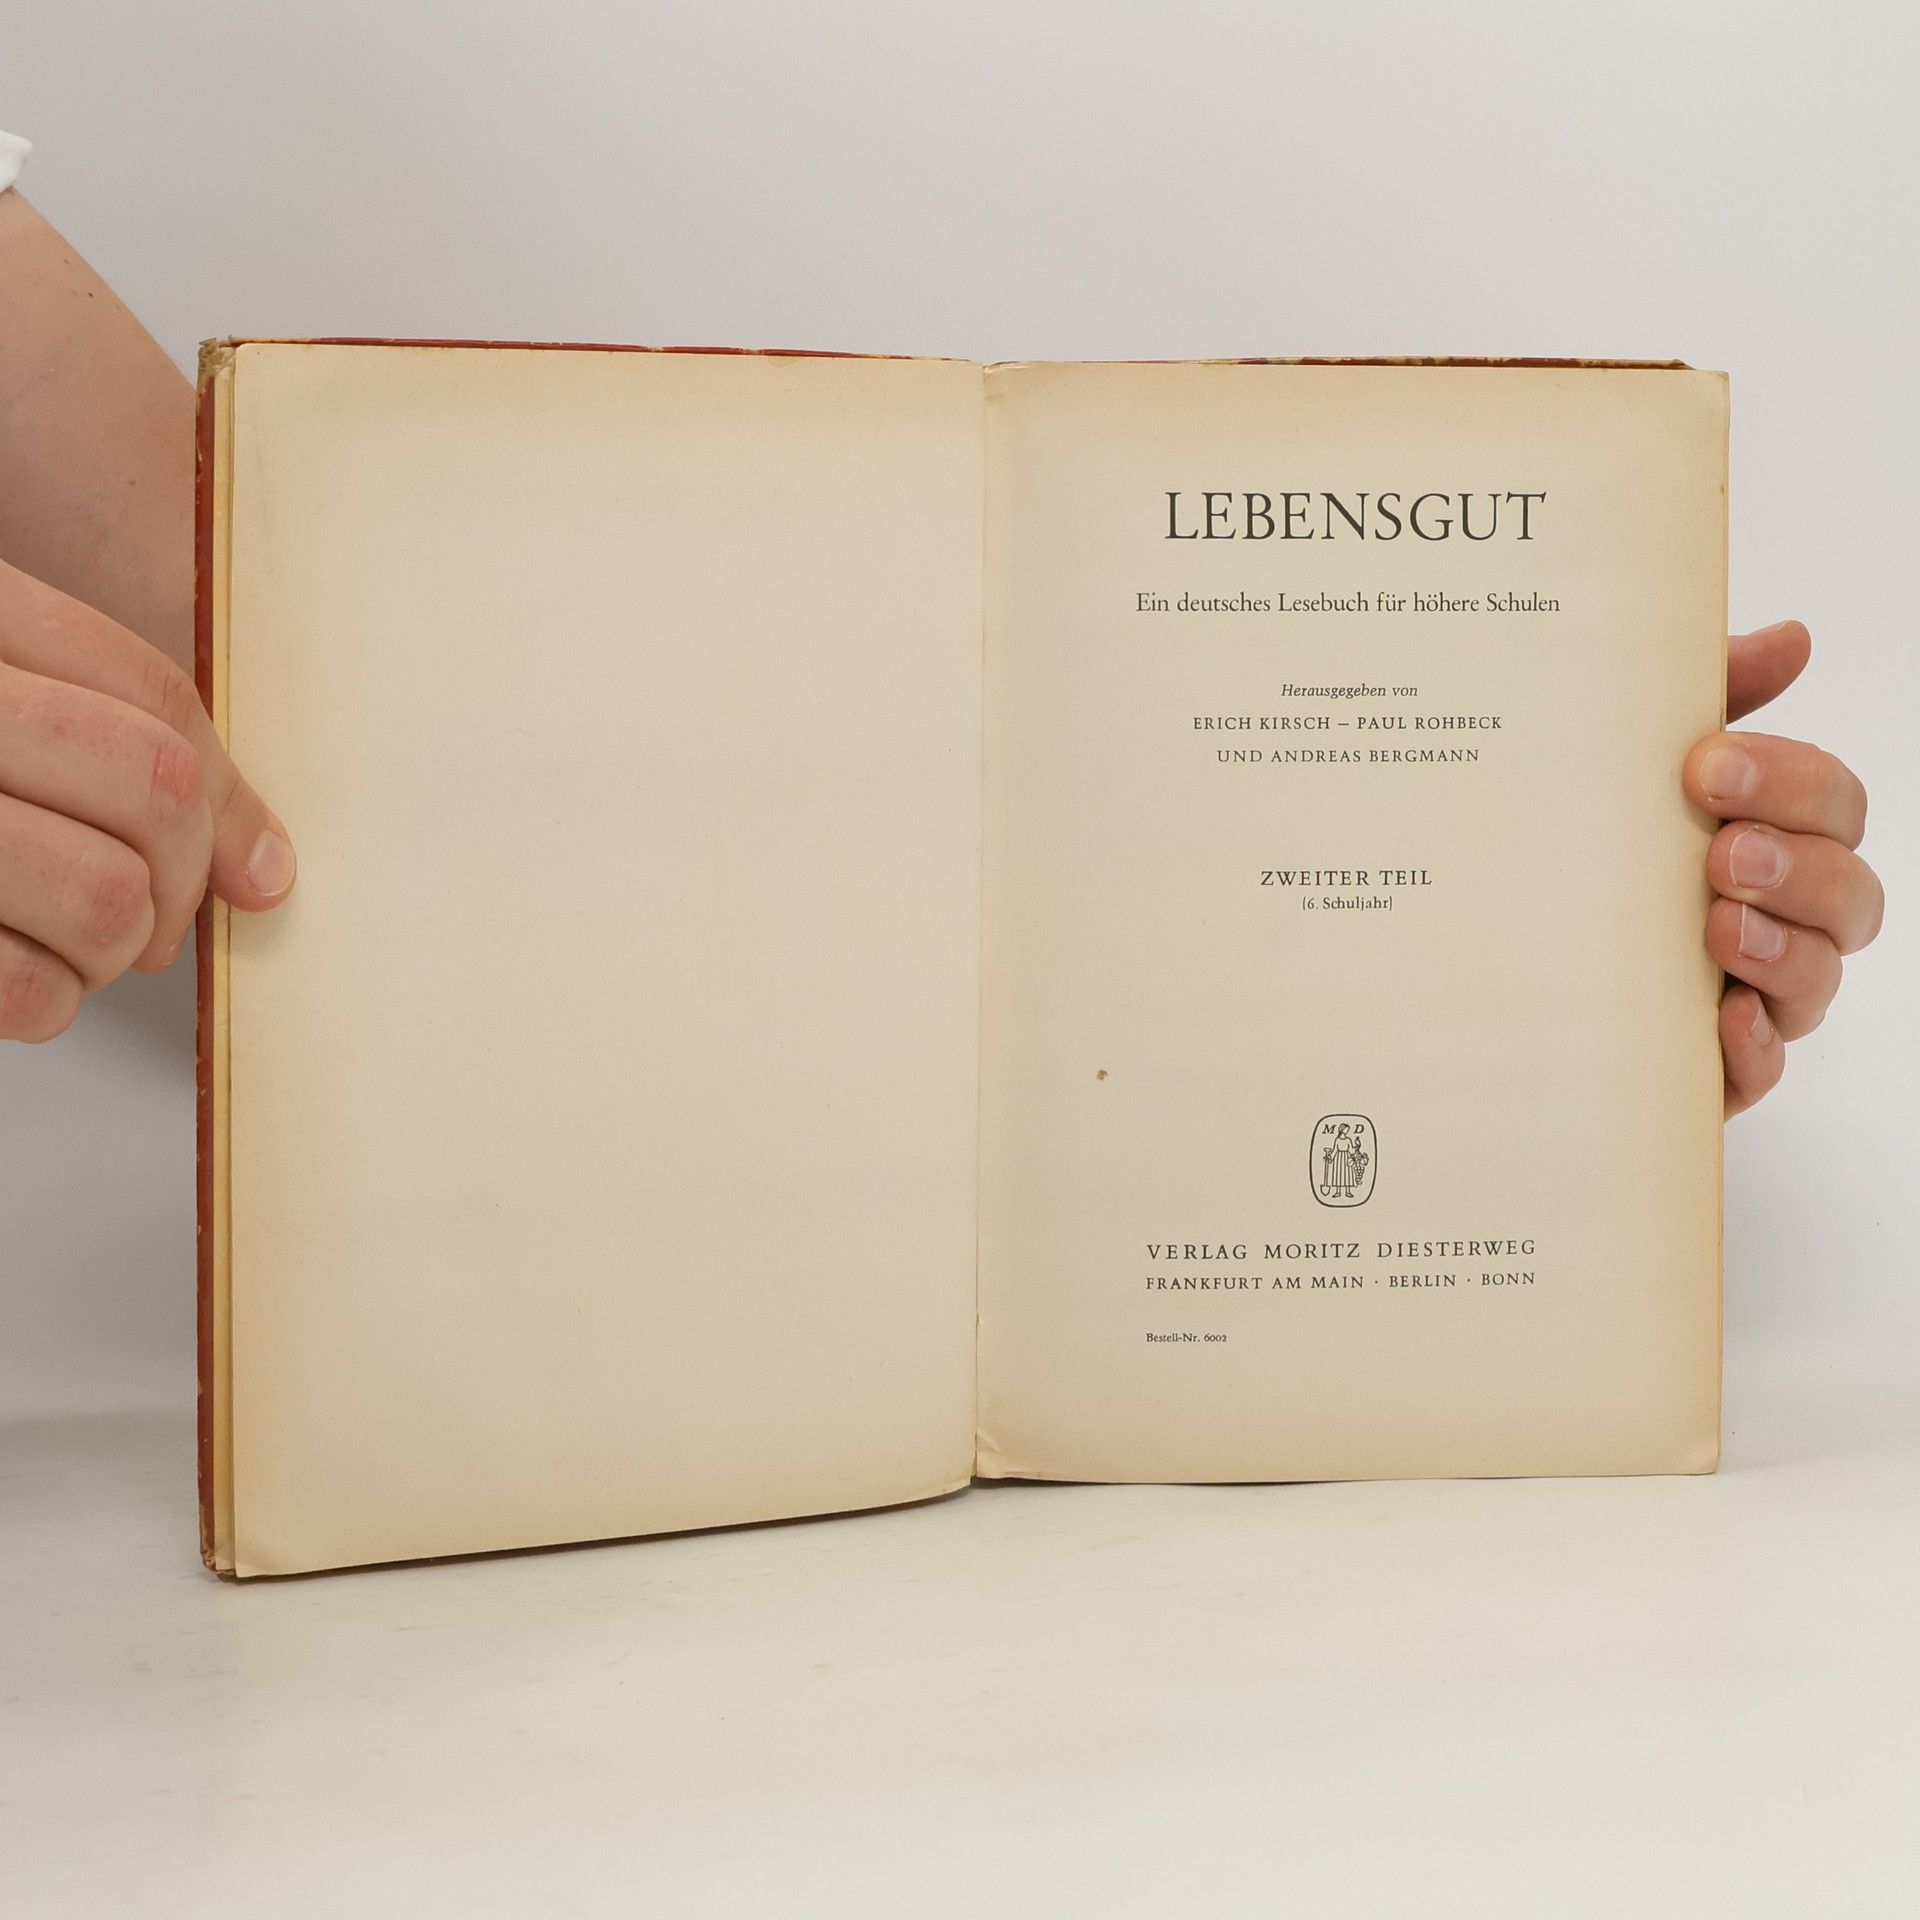 LEBENSGUT
Ein deutsches Lesebuch für höhere Schulen
Herausgegeben von
ERICH KIRSCH – PAUL ROHBECK
UND ANDREAS BERGMANN
ZWEITER TEIL
(6. Schuljahr)
M D
VERLAG MORITZ DIESTERWEG
FRANKFURT AM MAIN · BERLIN · BONN
Bestell-Nr. 6002